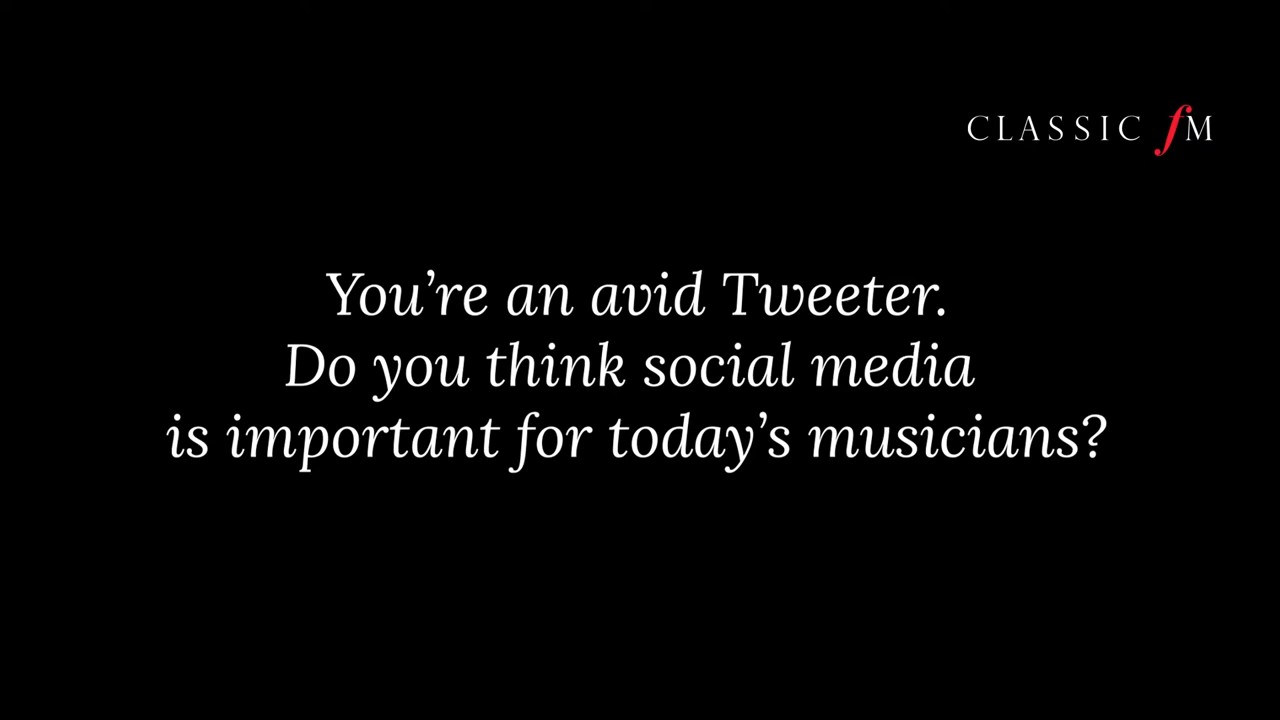 CLASSIC fM
You’re an avid Tweeter.
Do you think social media
is important for today’s musicians?